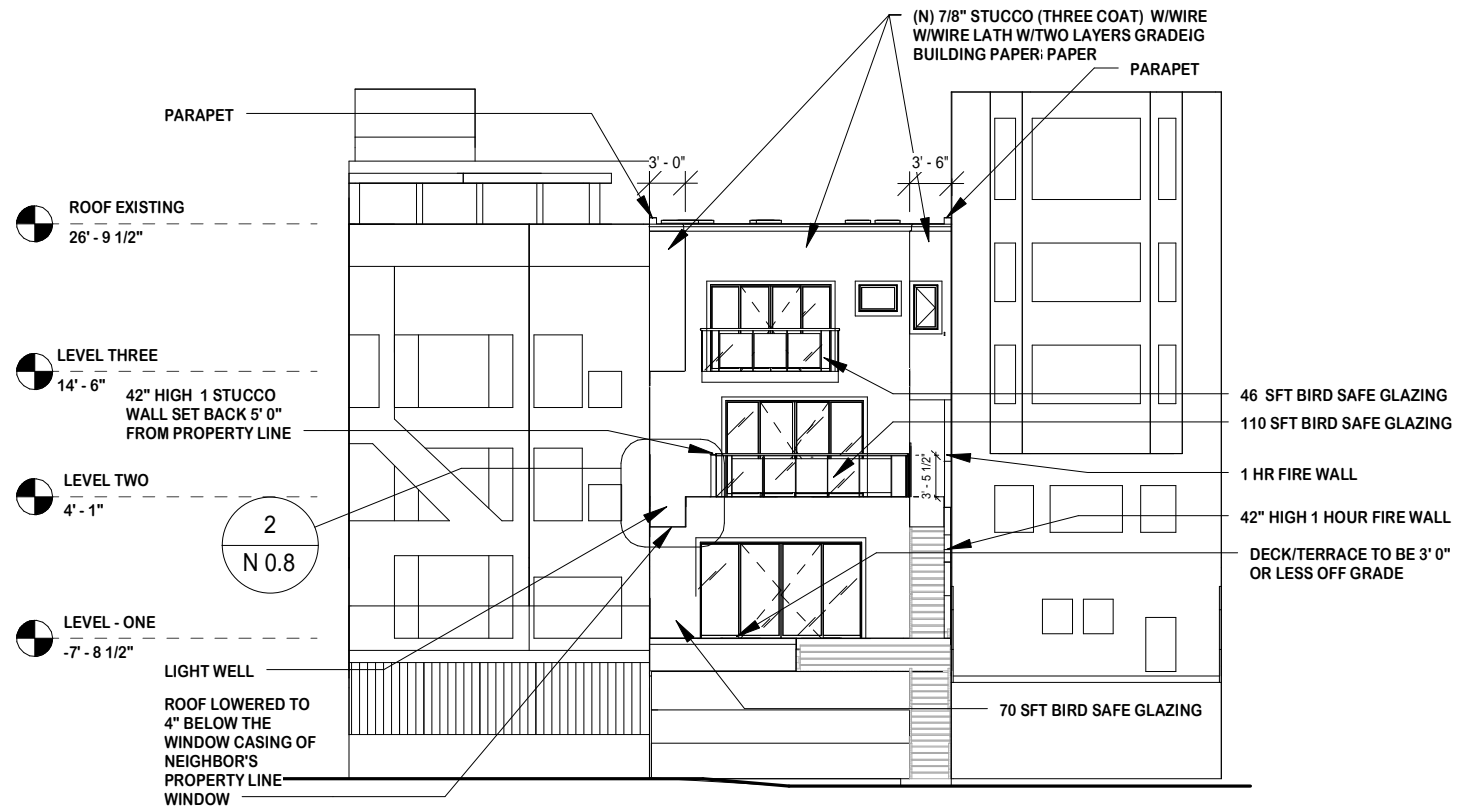 (N) 7/8" STUCCO (THREE COAT) W/WIRE
W/WIRE LATH W/TWO LAYERS GRADE
BUILDING PAPER PAPER
PARAPET
PARAPET
3' - 0"
3' - 6"
ROOF EXISTING
26' - 9 1/2"
LEVEL THREE
14' - 6"
42" HIGH 1 STUCCO
WALL SET BACK 5' 0"
FROM PROPERTY LINE
46 SFT BIRD SAFE GLAZING
110 SFT BIRD SAFE GLAZING
3' - 5 1/2"
1 HR FIRE WALL
LEVEL TWO
4' - 1"
2
N 0.8
42" HIGH 1 HOUR FIRE WALL
DECK/TERRACE TO BE 3' 0"
OR LESS OFF GRADE
LEVEL - ONE
-7' - 8 1/2"
LIGHT WELL
ROOF LOWERED TO
4" BELOW THE
WINDOW CASING OF
NEIGHBOR'S
PROPERTY LINE
WINDOW
70 SFT BIRD SAFE GLAZING